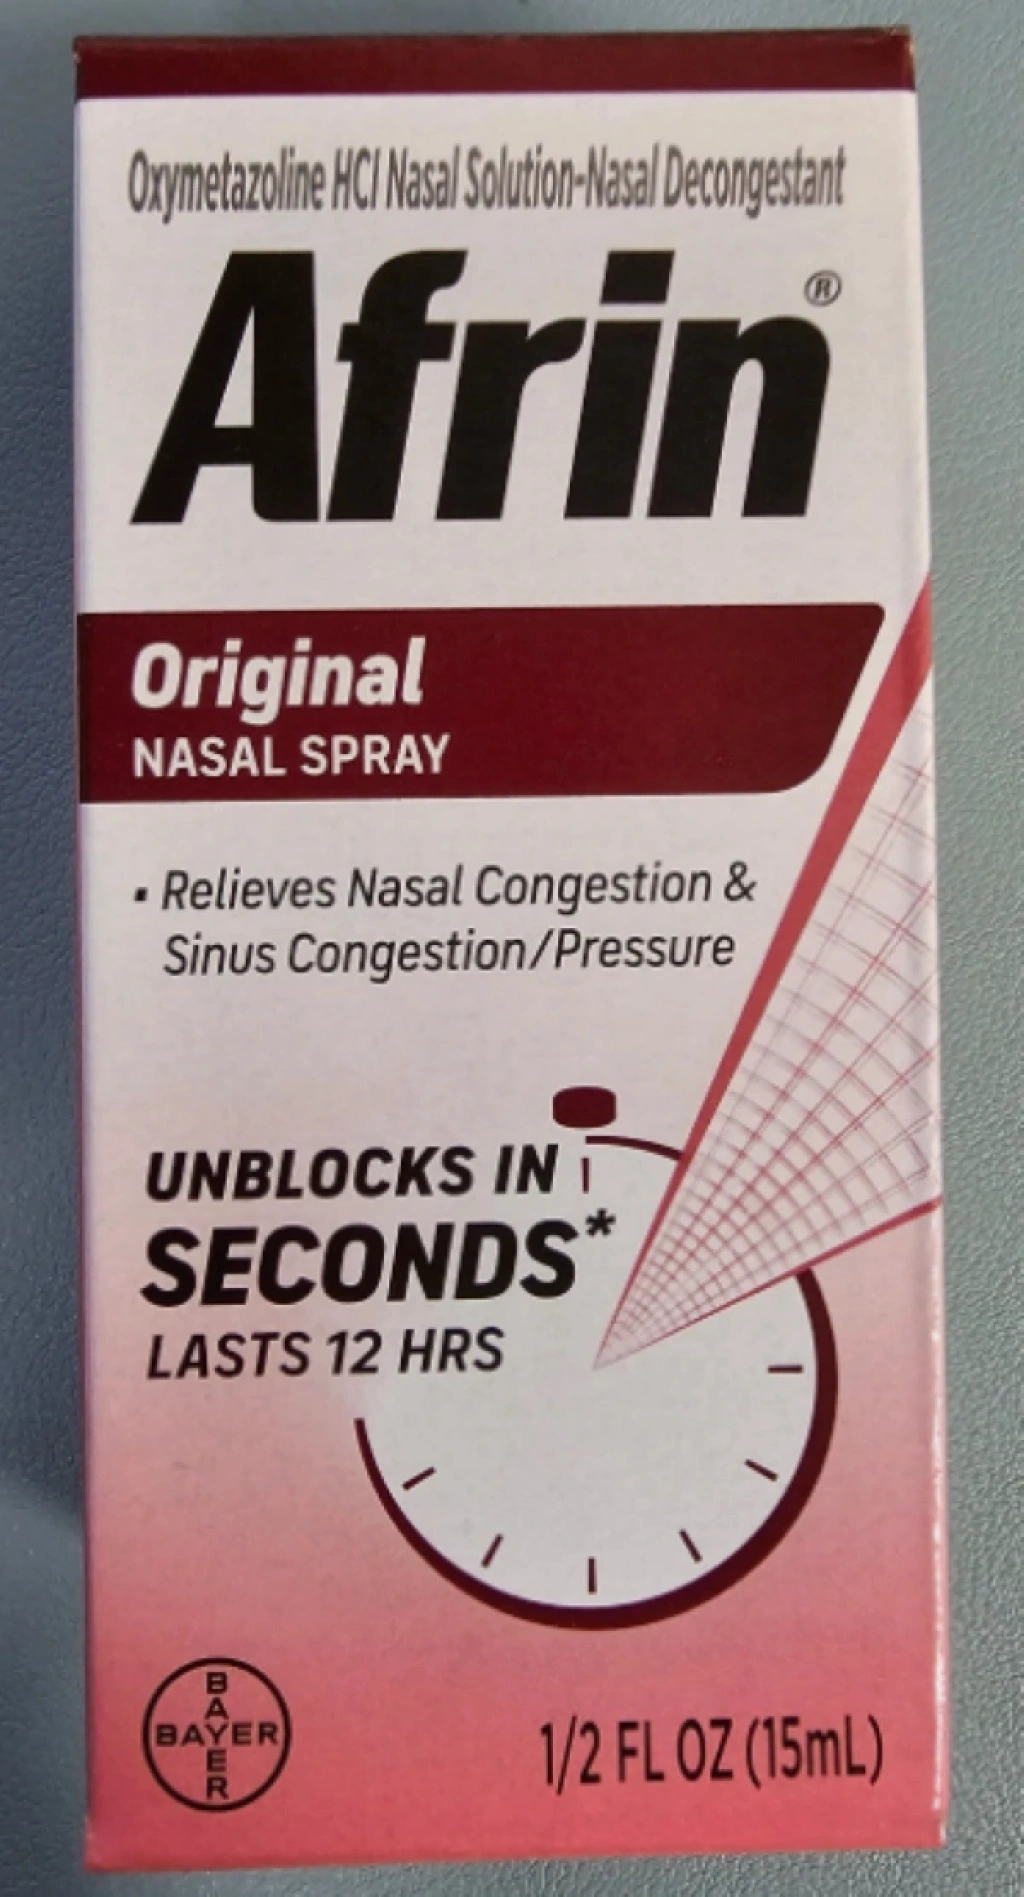 Oxymetazoline HCl Nasal Solution-Nasal Decongestant
Afrin®
Original
NASAL SPRAY
• Relieves Nasal Congestion &
Sinus Congestion/Pressure
UNBLOCKS IN
SECONDS*
LASTS 12 HRS
BAYER
BAYER
1/2 FL OZ (15mL)